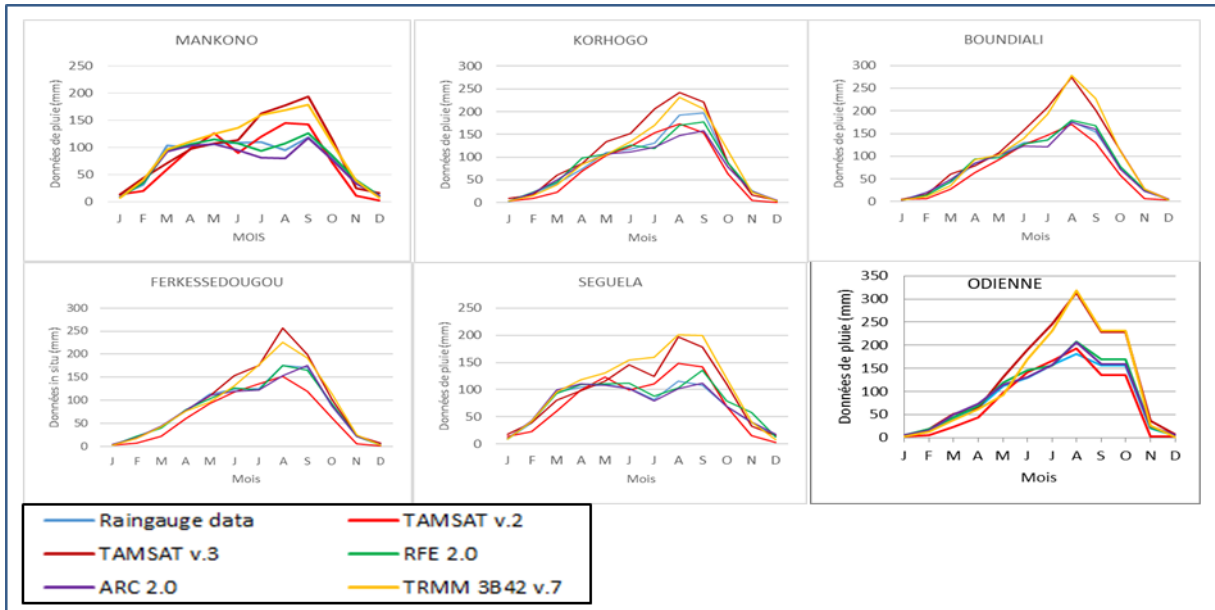 MANKONO
Données de pluie (mm)
250
200
150
100
50
0
J F M A M J J A S O N D
MOIS
KORHOGO
Données de pluie (mm)
300
250
200
150
100
50
0
J F M A M J J A S O N D
Mois
BOUNDIALI
Données de pluie (mm)
300
250
200
150
100
50
0
J F M A M J J A S O N D
Mois
FERKESSEDOUGOU
Données in situ (mm)
300
250
200
150
100
50
0
J F M A M J J A S O N D
Mois
SEGUELA
Données de pluie (mm)
250
200
150
100
50
0
J F M A M J J A S O N D
Mois
ODIENNE
Données de pluie (mm)
350
300
250
200
150
100
50
0
J F M A M J J A S O N D
Mois
Raingauge data
TAMSAT v.2
TAMSAT v.3
RFE 2.0
ARC 2.0
TRMM 3B42 v.7